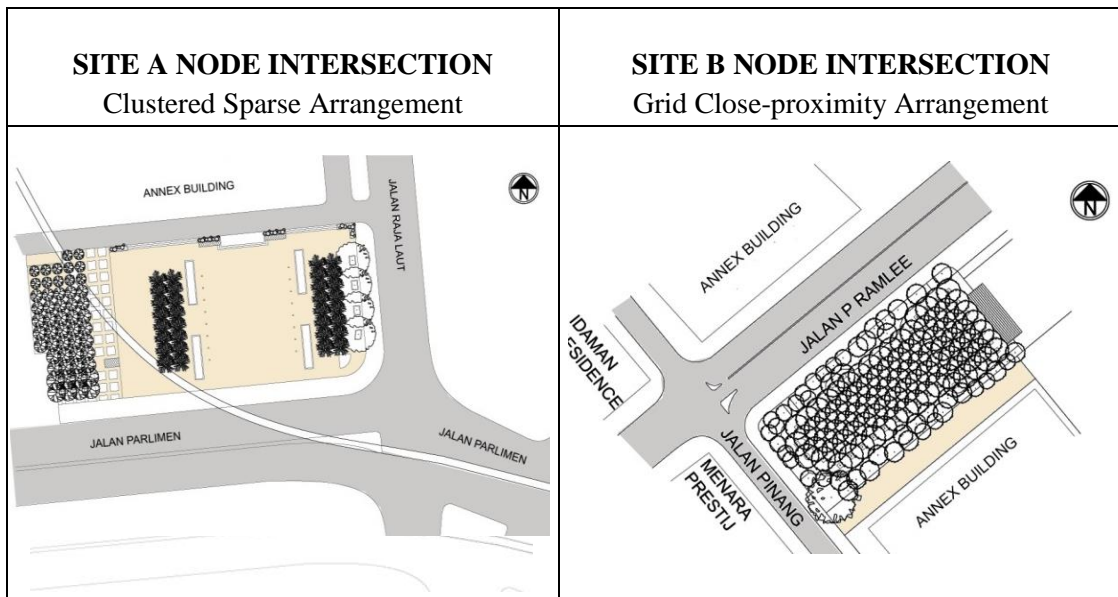 SITE A NODE INTERSECTION
Clustered Sparse Arrangement
SITE B NODE INTERSECTION
Grid Close-proximity Arrangement
ANNEX BUILDING
JALAN RAJA LAUT
N
JALAN PARLIMEN
JALAN PARLIMEN
ANNEX BUILDING
N
JALAN P RAMLEE
IDAMAN
ESIDENCE
JALAN PINANG
MENARA
PRESTIJ
ANNEX BUILDING